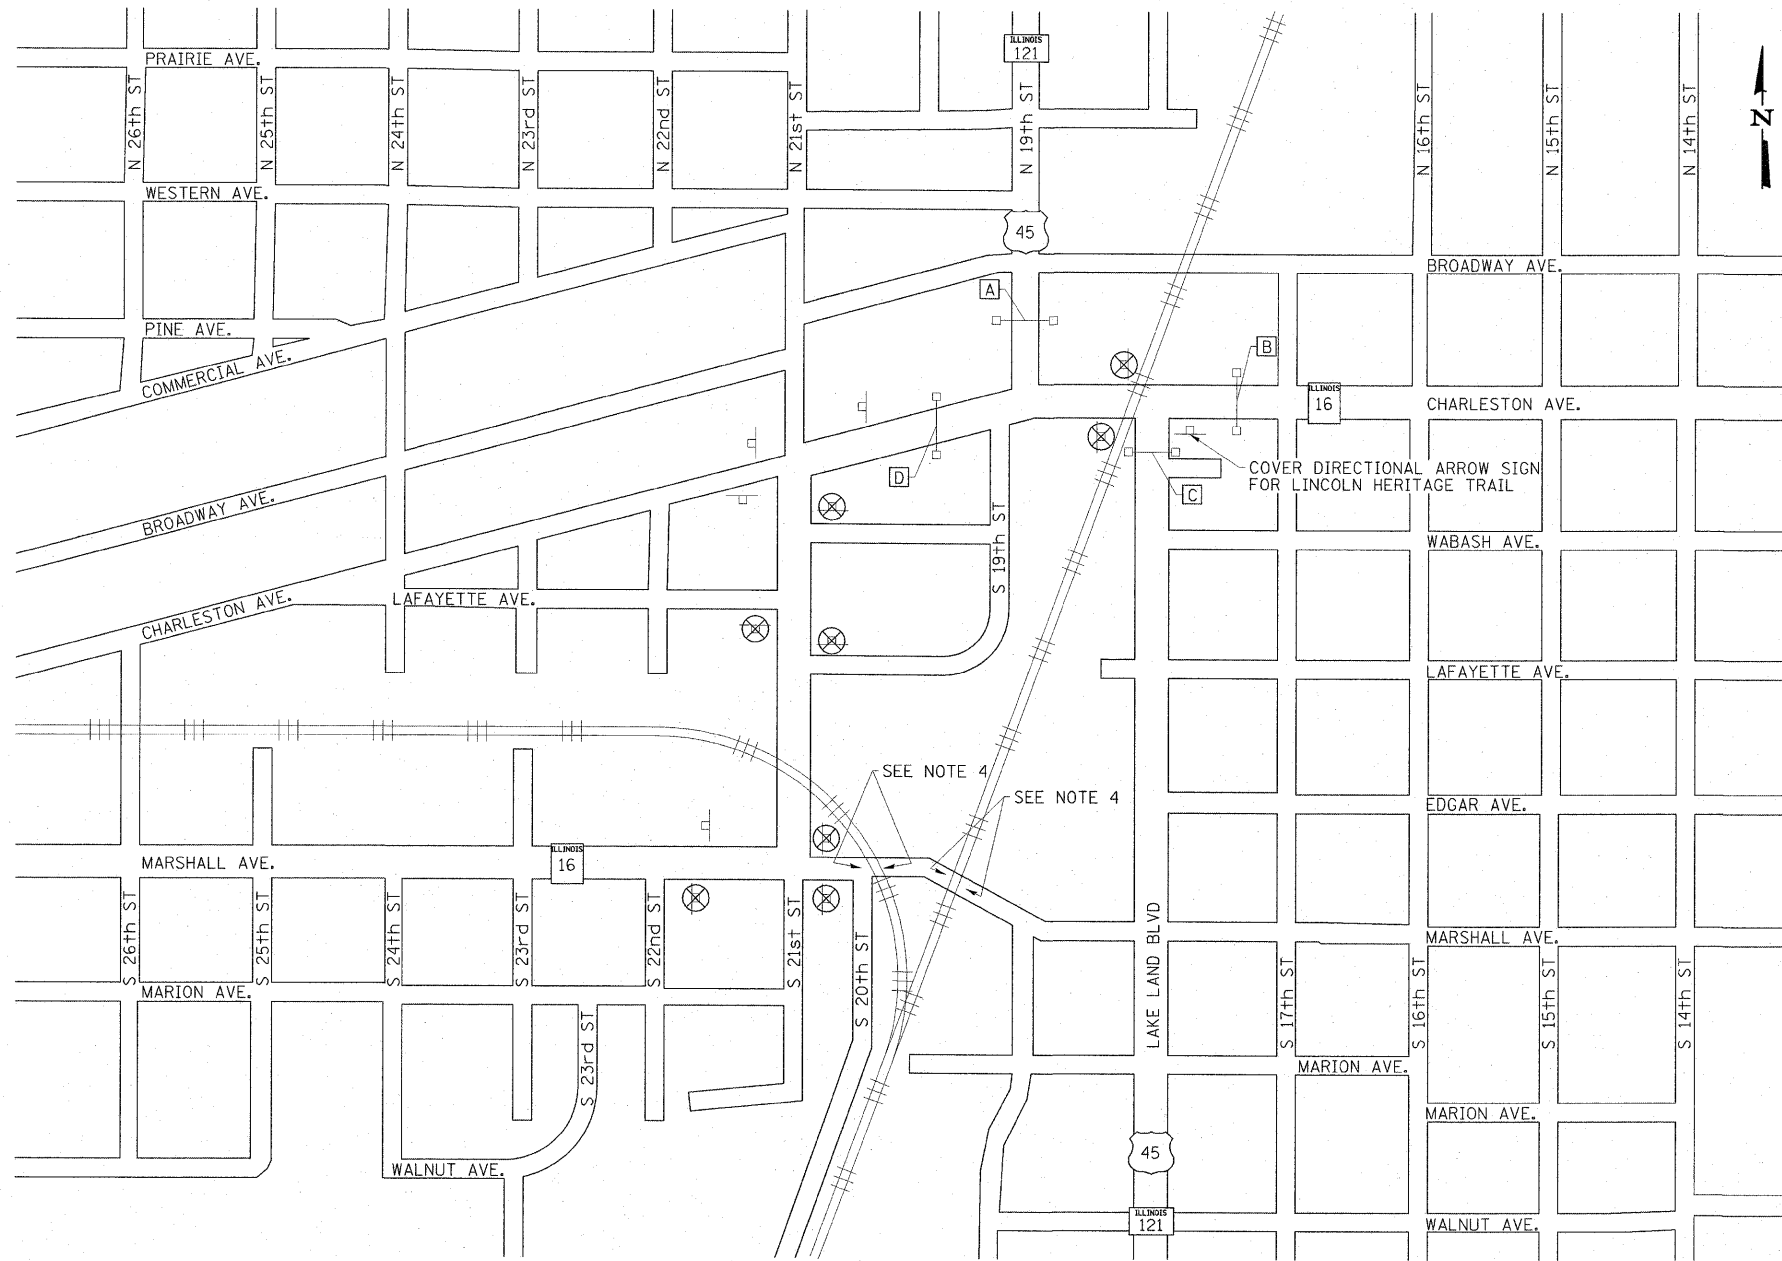 ILLINOIS
121
PRAIRIE AVE.
N 26th ST
N 25th ST
N 24th ST
N 23rd ST
N 22nd ST
N 21st ST
N 19th ST
N 16th ST
N 15th ST
N 14th ST
N
WESTERN AVE.
45
BROADWAY AVE.
A
PINE AVE.
B
COMMERCIAL AVE.
ILLINOIS
16
CHARLESTON AVE.
D
COVER DIRECTIONAL ARROW SIGN
FOR LINCOLN HERITAGE TRAIL
C
BROADWAY AVE.
S 19th ST
WABASH AVE.
CHARLESTON AVE.
LAFAYETTE AVE.
LAFAYETTE AVE.
SEE NOTE 4
SEE NOTE 4
EDGAR AVE.
MARSHALL AVE.
ILLINOIS
16
S 26th ST
S 25th ST
S 24th ST
S 23rd ST
S 22nd ST
S 21st ST
S 20th ST
LAKE LAND BLVD
MARSHALL AVE.
S 17th ST
S 16th ST
S 15th ST
S 14th ST
MARION AVE.
S 23rd ST
MARION AVE.
MARION AVE.
45
WALNUT AVE.
ILLINOIS
121
WALNUT AVE.